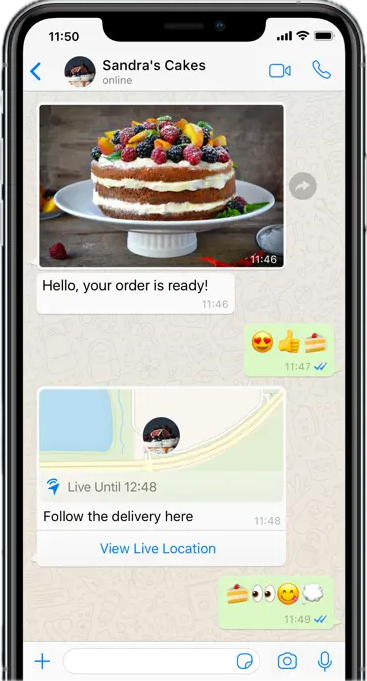 11:50
Sandra's Cakes
online
11:46
Hello, your order is ready!
11:46
😍👍🍰
11:47
Live Until 12:48
Follow the delivery here
11:48
View Live Location
🍰👀😋💭
11:49